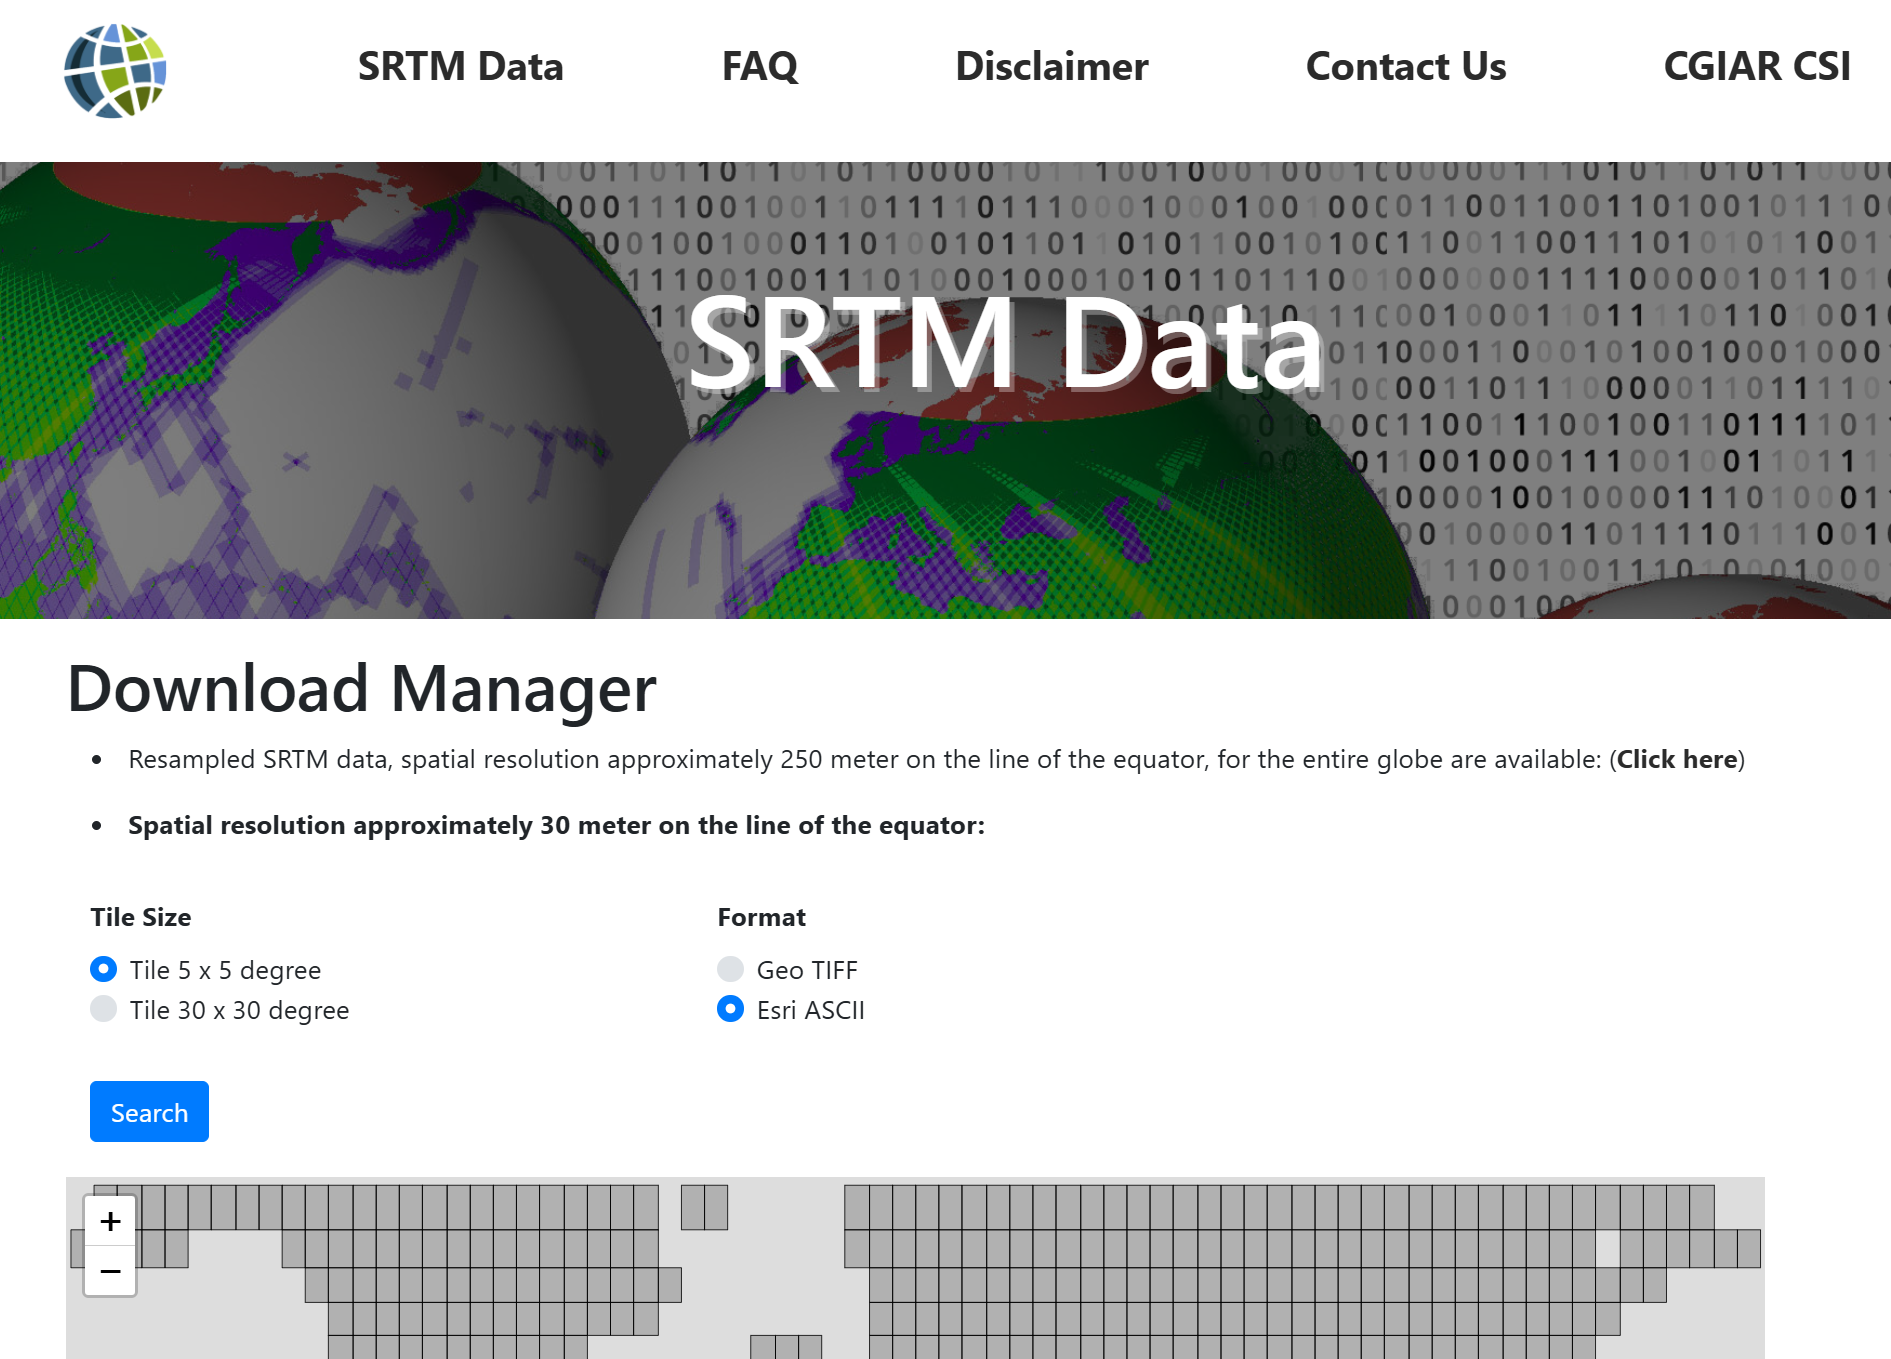 SRTM Data
FAQ
Disclaimer
Contact Us
CGIAR CSI
SRTM Data
Download Manager
Resampled SRTM data, spatial resolution approximately 250 meter on the line of the equator, for the entire globe are available: (Click here)
Spatial resolution approximately 30 meter on the line of the equator:
Tile Size
Format
Tile 5 x 5 degree
Geo TIFF
Tile 30 x 30 degree
Esri ASCII
Search
+
−